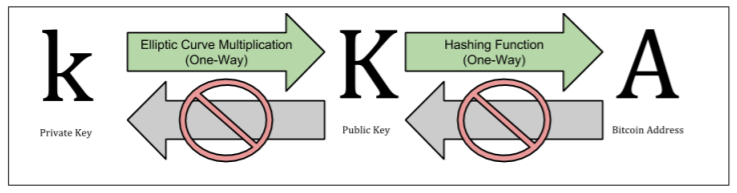 k
Elliptic Curve Multiplication
(One-Way)
K
Hashing Function
(One-Way)
A
Private Key
Public Key
Bitcoin Address